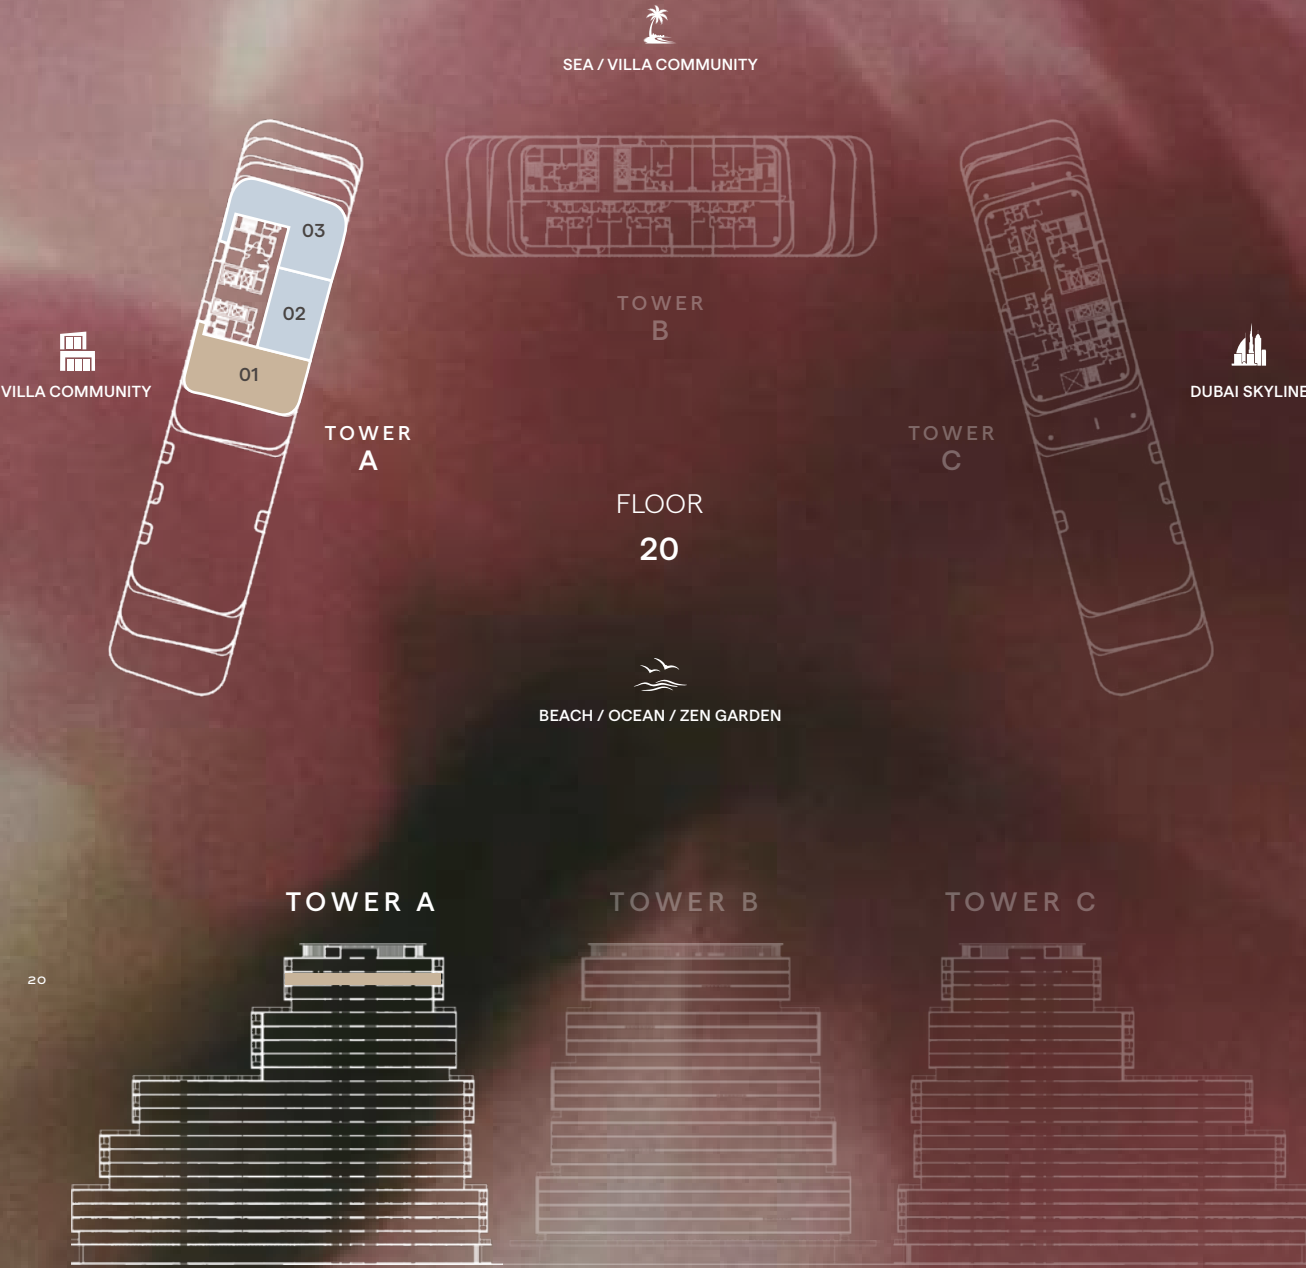 SEA / VILLA COMMUNITY
03
02
01
TOWER
B
VILLA COMMUNITY
DUBAI SKYLINE
TOWER
A
TOWER
C
FLOOR
20
BEACH / OCEAN / ZEN GARDEN
TOWER A
TOWER B
TOWER C
20